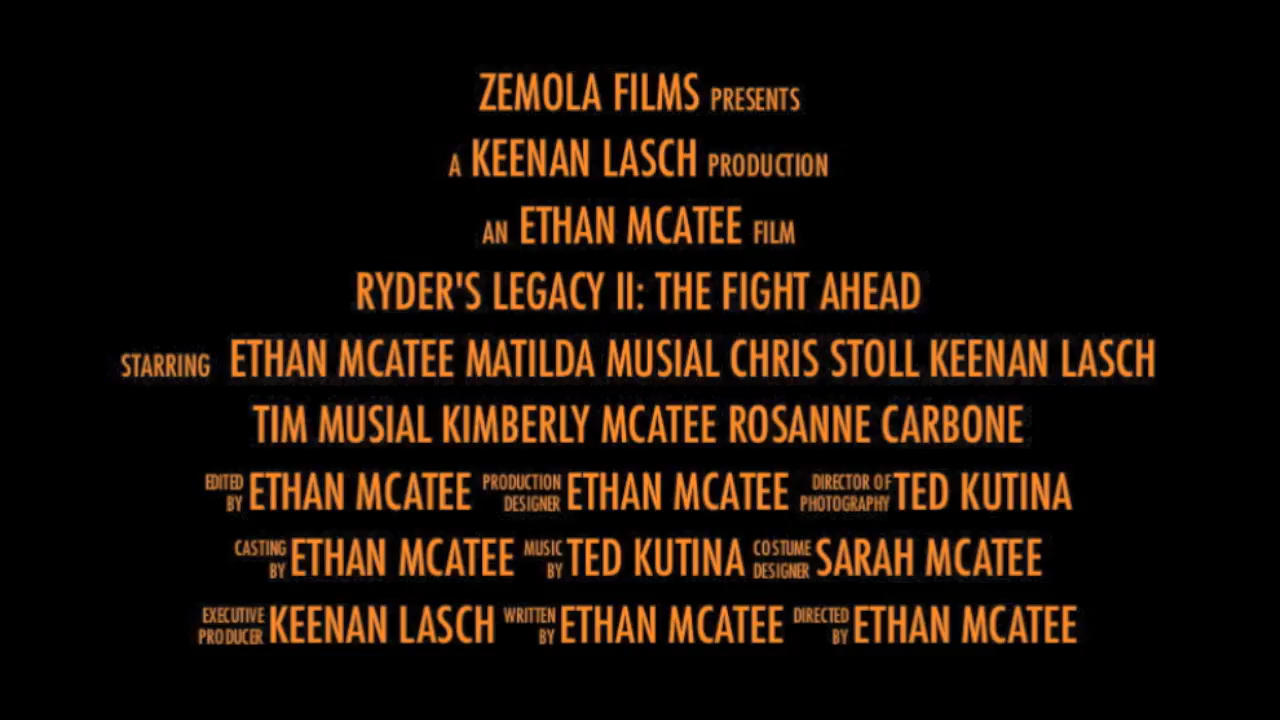 ZEMOLA FILMS PRESENTS
A KEENAN LASCH PRODUCTION
AN ETHAN MCATEE FILM
RYDER'S LEGACY II: THE FIGHT AHEAD
STARRING ETHAN MCATEE MATILDA MUSIAL CHRIS STOLL KEENAN LASCH
TIM MUSIAL KIMBERLY MCATEE ROSANNE CARBONE
EDITED BY ETHAN MCATEE PRODUCTION DESIGNER ETHAN MCATEE DIRECTOR OF PHOTOGRAPHY TED KUTINA
CASTING BY ETHAN MCATEE MUSIC BY TED KUTINA COSTUME DESIGNER SARAH MCATEE
EXECUTIVE PRODUCER KEENAN LASCH WRITTEN BY ETHAN MCATEE DIRECTED BY ETHAN MCATEE